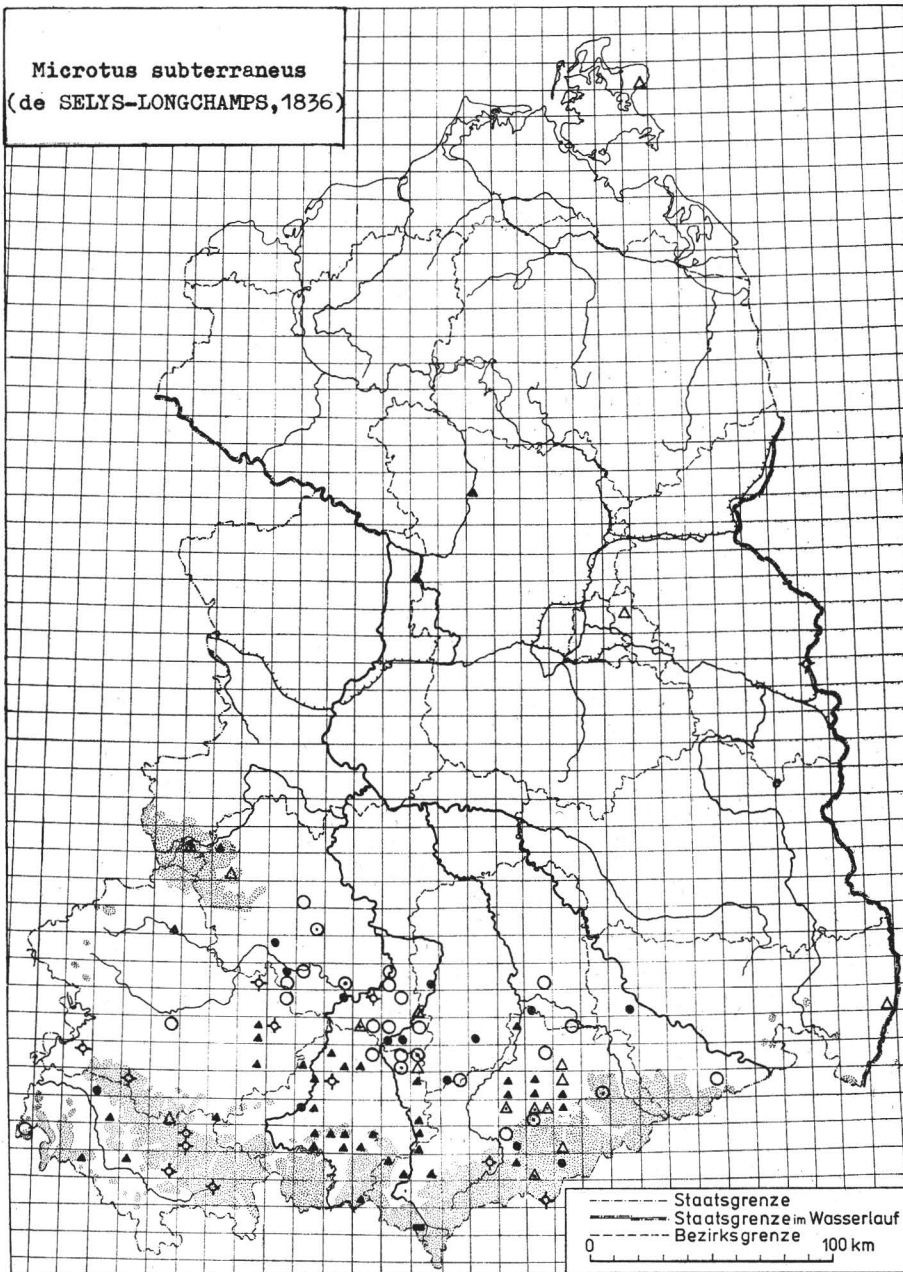 Microtus subterraneus
(de SELYS-LONGCHAMPS,1836)
Staatsgrenze
Staatsgrenze im Wasserlauf
Bezirksgrenze
0 100 km